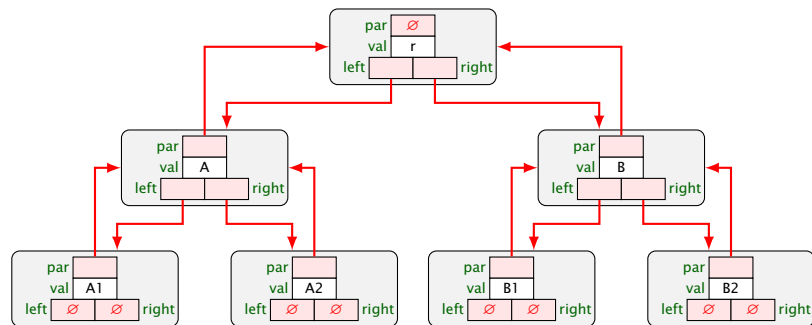 par ∅
val r
left right
par
val A
left right
par
val B
left right
par
val A1
left ∅ ∅ right
par
val A2
left ∅ ∅ right
par
val B1
left ∅ ∅ right
par
val B2
left ∅ ∅ right